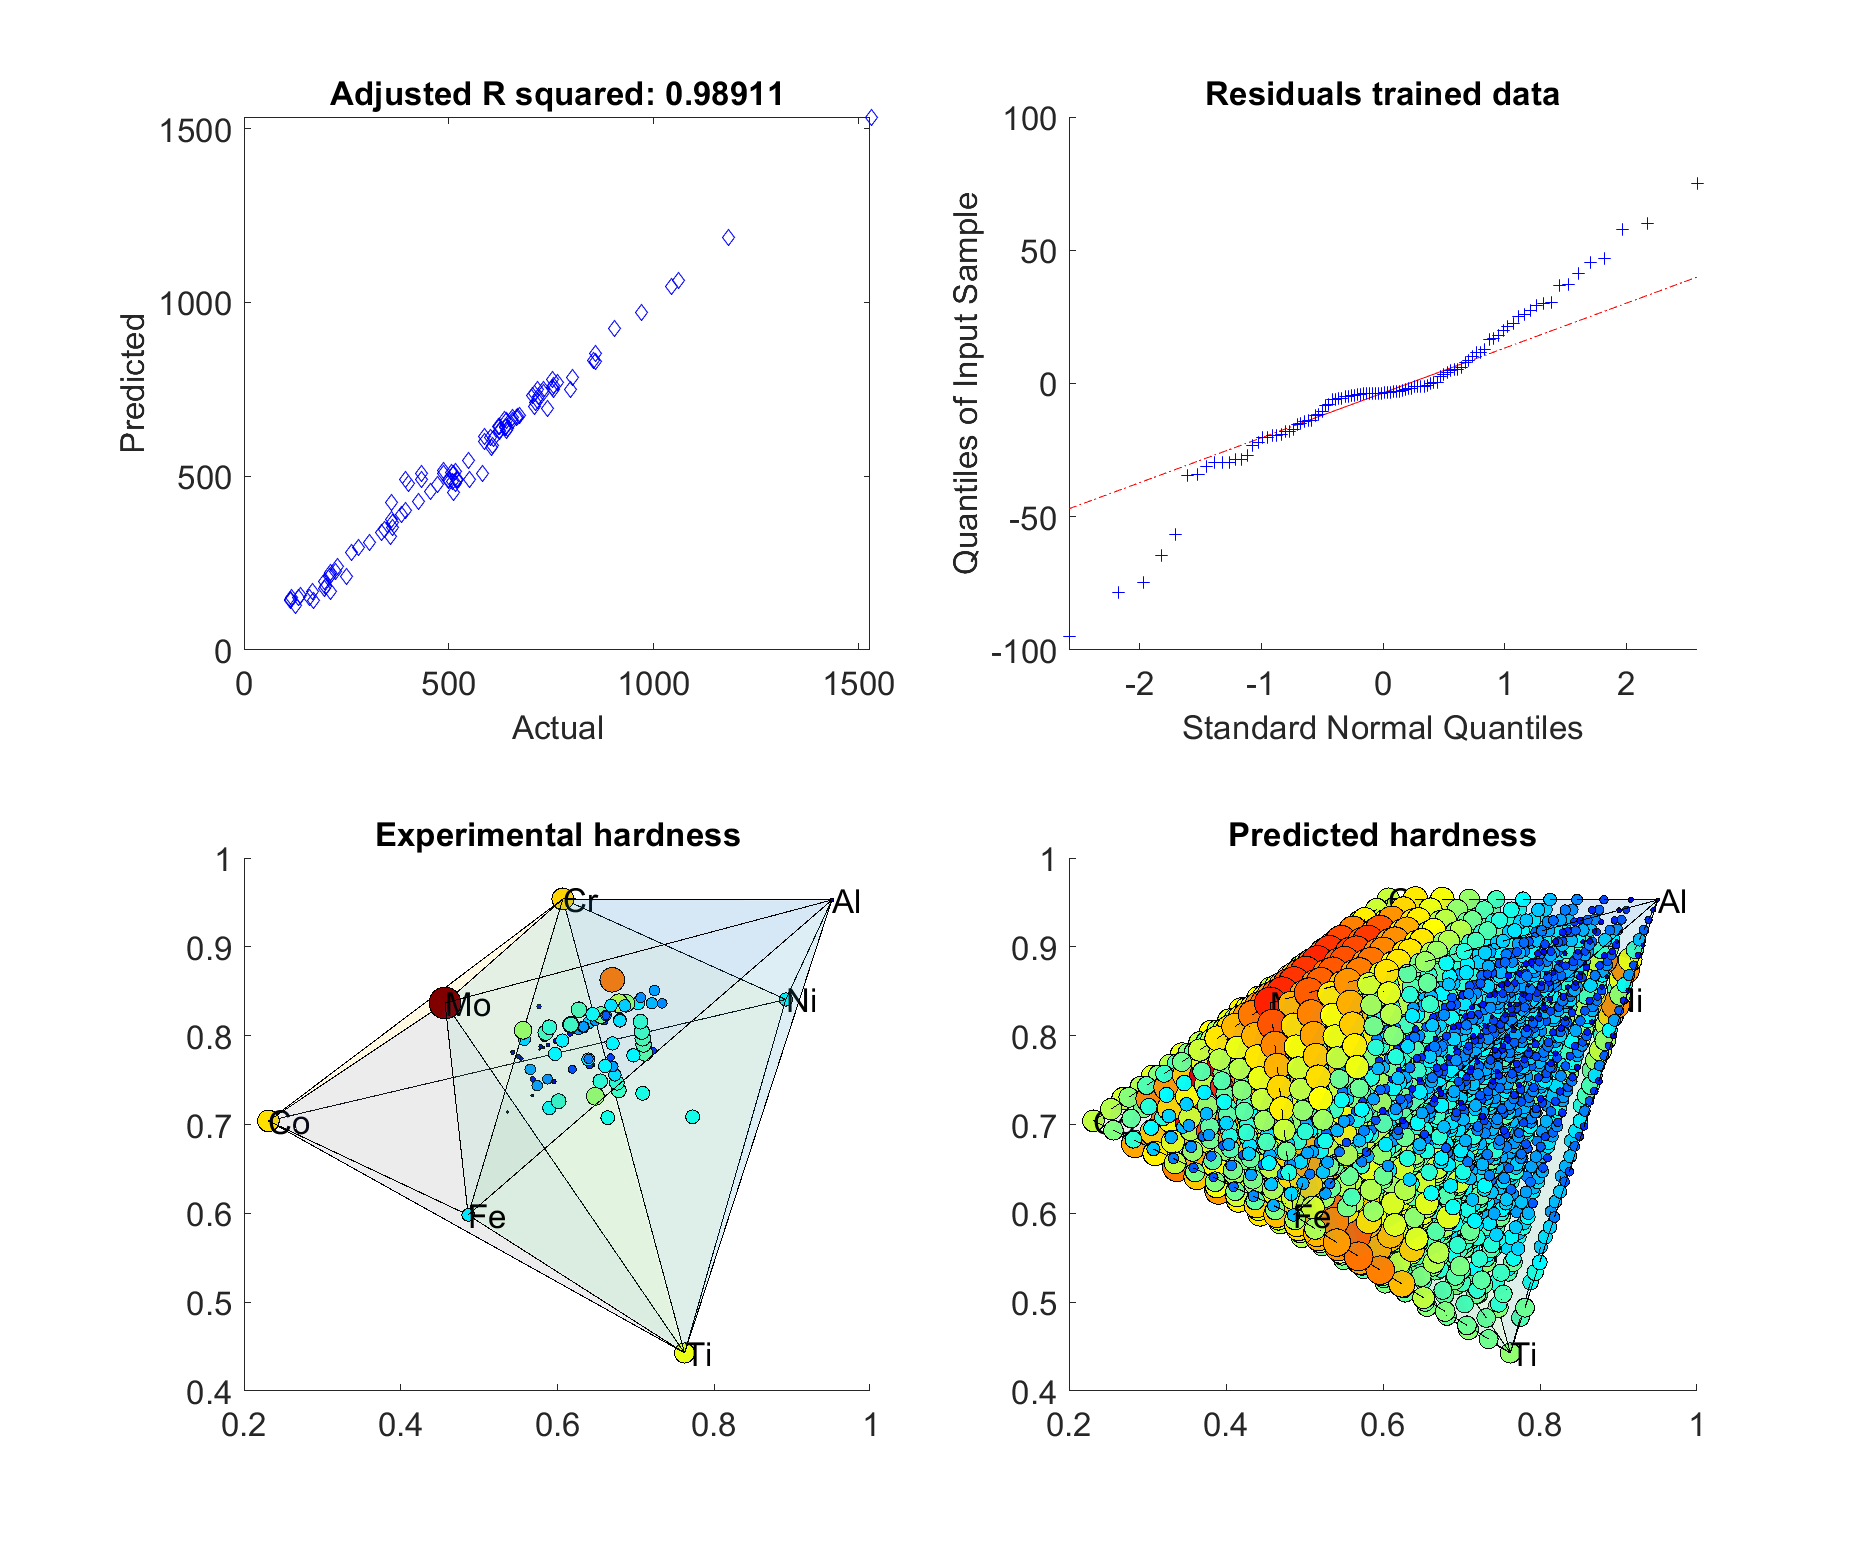 Adjusted R squared: 0.98911
1500
1000
500
0
Predicted
0 500 1000 1500
Actual
Residuals trained data
100
50
0
-50
-100
Quantiles of Input Sample
-2 -1 0 1 2
Standard Normal Quantiles
Experimental hardness
1
0.9
0.8
0.7
0.6
0.5
0.4
Cr
Al
Mo
Ni
Co
Fe
Ti
0.2 0.4 0.6 0.8 1
Predicted hardness
1
0.9
0.8
0.7
0.6
0.5
0.4
Al
Fe
Ti
0.2 0.4 0.6 0.8 1